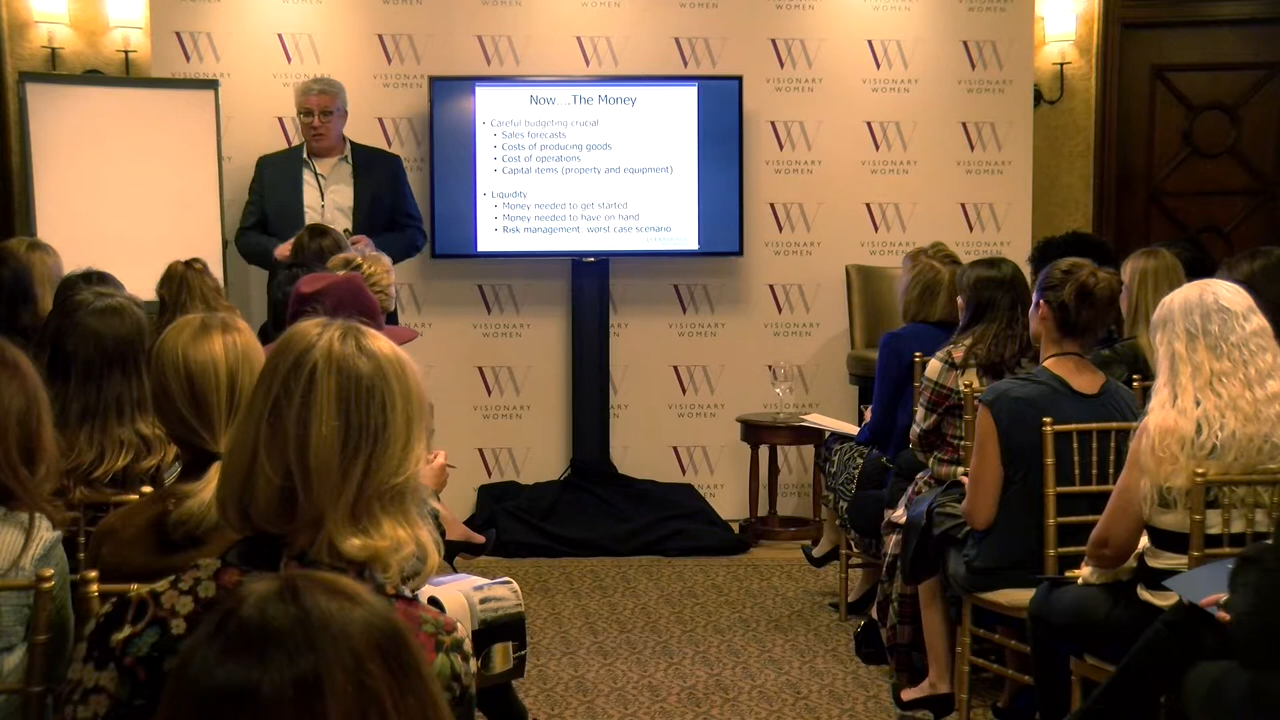 Now....The Money
• Careful budgeting crucial
• Sales forecasts
• Costs of producing goods
• Cost of operations
• Capital items (property and equipment)
• Liquidity
• Money needed to get started
• Money needed to have on hand
• Risk management, worst case scenario
VISIONARY
WOMEN